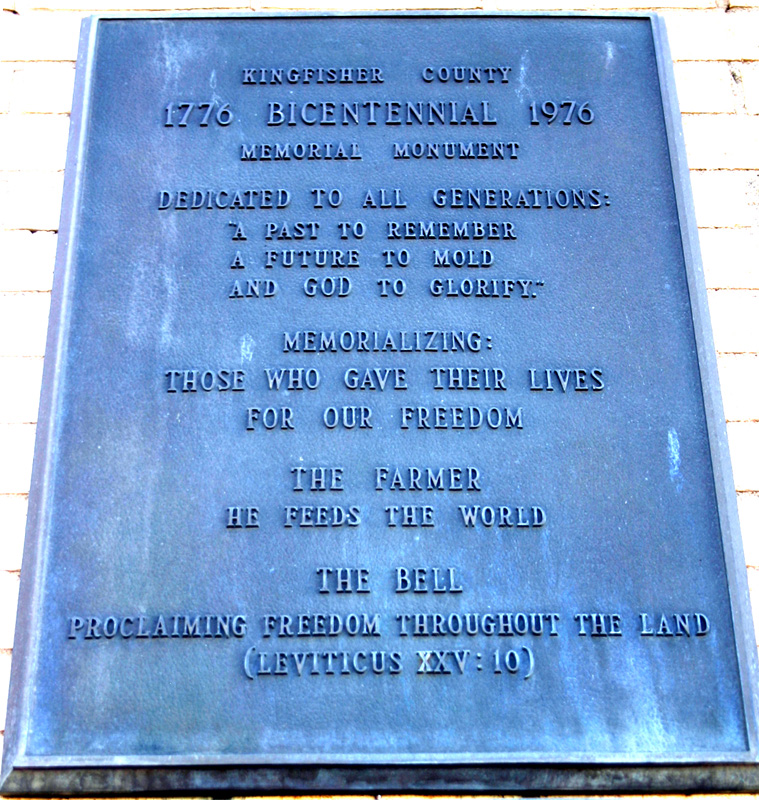 KINGFISHER COUNTY
1776 BICENTENNIAL 1976
MEMORIAL MONUMENT
DEDICATED TO ALL GENERATIONS:
"A PAST TO REMEMBER
A FUTURE TO MOLD
AND GOD TO GLORIFY."
MEMORIALIZING:
THOSE WHO GAVE THEIR LIVES
FOR OUR FREEDOM
THE FARMER
HE FEEDS THE WORLD
THE BELL
PROCLAIMING FREEDOM THROUGHOUT THE LAND
(LEVITICUS XXV:10)